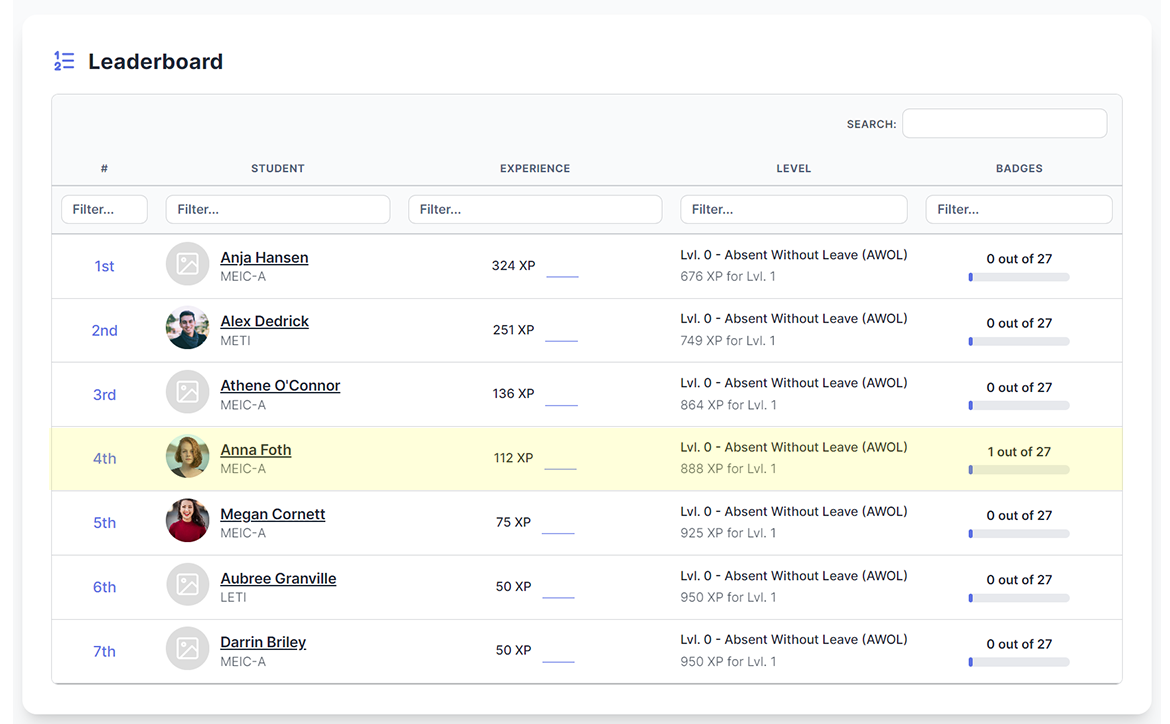 Leaderboard
SEARCH:
# STUDENT EXPERIENCE LEVEL BADGES
Filter... Filter... Filter... Filter... Filter...
1st Anja Hansen 324 XP Lvl. 0 - Absent Without Leave (AWOL) 0 out of 27
MEIC-A 676 XP for Lvl. 1
2nd Alex Dedrick 251 XP Lvl. 0 - Absent Without Leave (AWOL) 0 out of 27
METI 749 XP for Lvl. 1
3rd Athene O'Connor 136 XP Lvl. 0 - Absent Without Leave (AWOL) 0 out of 27
MEIC-A 864 XP for Lvl. 1
4th Anna Foth 112 XP Lvl. 0 - Absent Without Leave (AWOL) 1 out of 27
MEIC-A 888 XP for Lvl. 1
5th Megan Cornett 75 XP Lvl. 0 - Absent Without Leave (AWOL) 0 out of 27
MEIC-A 925 XP for Lvl. 1
6th Aubree Granville 50 XP Lvl. 0 - Absent Without Leave (AWOL) 0 out of 27
LETI 950 XP for Lvl. 1
7th Darrin Briley 50 XP Lvl. 0 - Absent Without Leave (AWOL) 0 out of 27
MEIC-A 950 XP for Lvl. 1